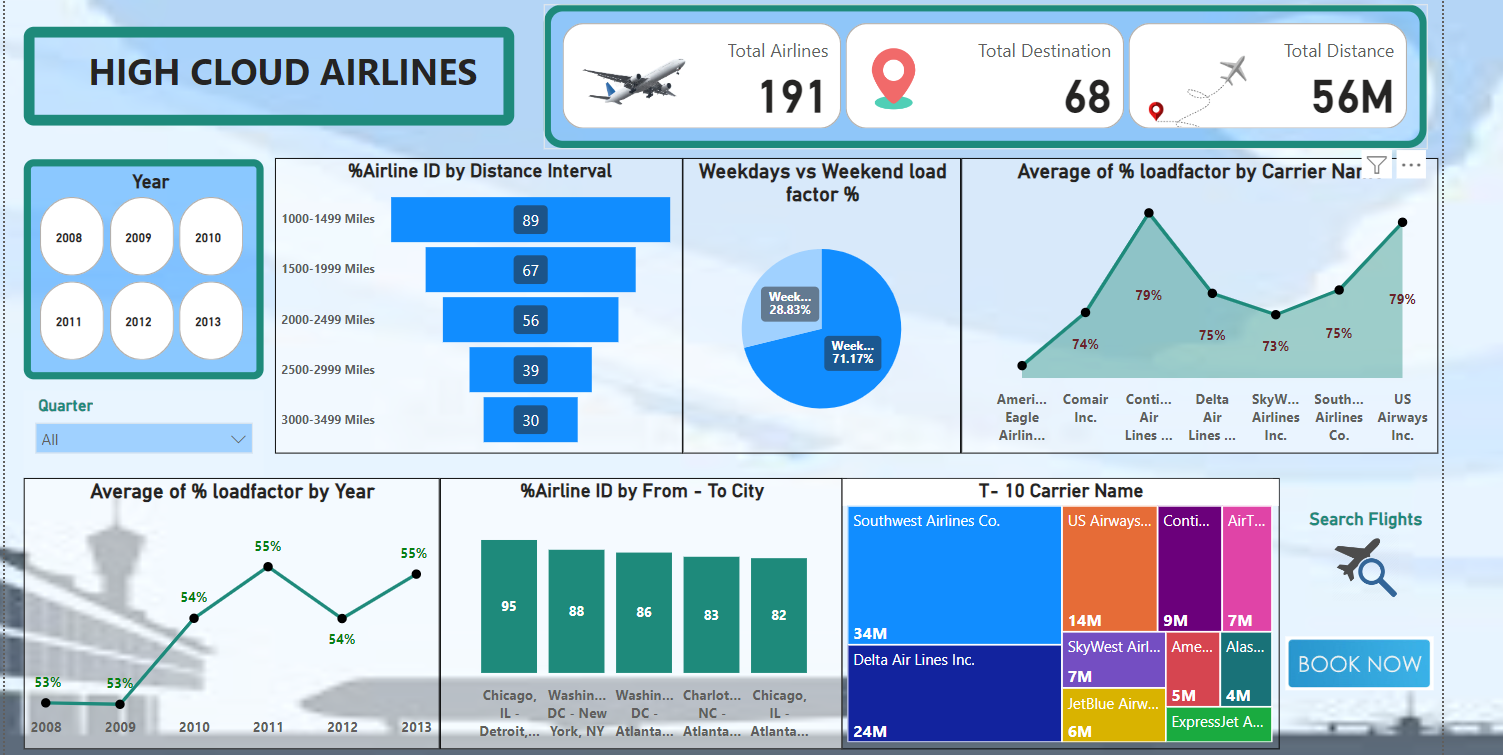 HIGH CLOUD AIRLINES
Total Airlines
191
Total Destination
68
Total Distance
56M
Year
2008
2009
2010
2011
2012
2013
Quarter
All
%Airline ID by Distance Interval
1000-1499 Miles
89
1500-1999 Miles
67
2000-2499 Miles
56
2500-2999 Miles
39
3000-3499 Miles
30
Weekdays vs Weekend load
factor %
Week...
28.83%
Week...
71.17%
Average of % loadfactor by Carrier Nam
74%
79%
75%
73%
75%
79%
Ameri...
Eagle
Airlin...
Comair
Inc.
Conti...
Air
Lines ...
Delta
Air
Lines ...
SkyW...
Airlines
Inc.
South...
Airlines
Co.
US
Airways
Inc.
Average of % loadfactor by Year
53%
53%
54%
55%
54%
55%
2008
2009
2010
2011
2012
2013
%Airline ID by From - To City
95
88
86
83
82
Chicago,
IL -
Detroit,...
Washin...
DC - New
York, NY
Washin...
DC -
Atlanta...
Charlot...
NC -
Atlanta...
Chicago,
IL -
Atlanta...
T- 10 Carrier Name
Southwest Airlines Co.
34M
Delta Air Lines Inc.
24M
US Airways...
14M
Conti...
9M
AirT...
7M
SkyWest Airl...
7M
JetBlue Airw...
6M
Ame...
5M
Alas...
4M
ExpressJet A...
Search Flights
BOOK NOW